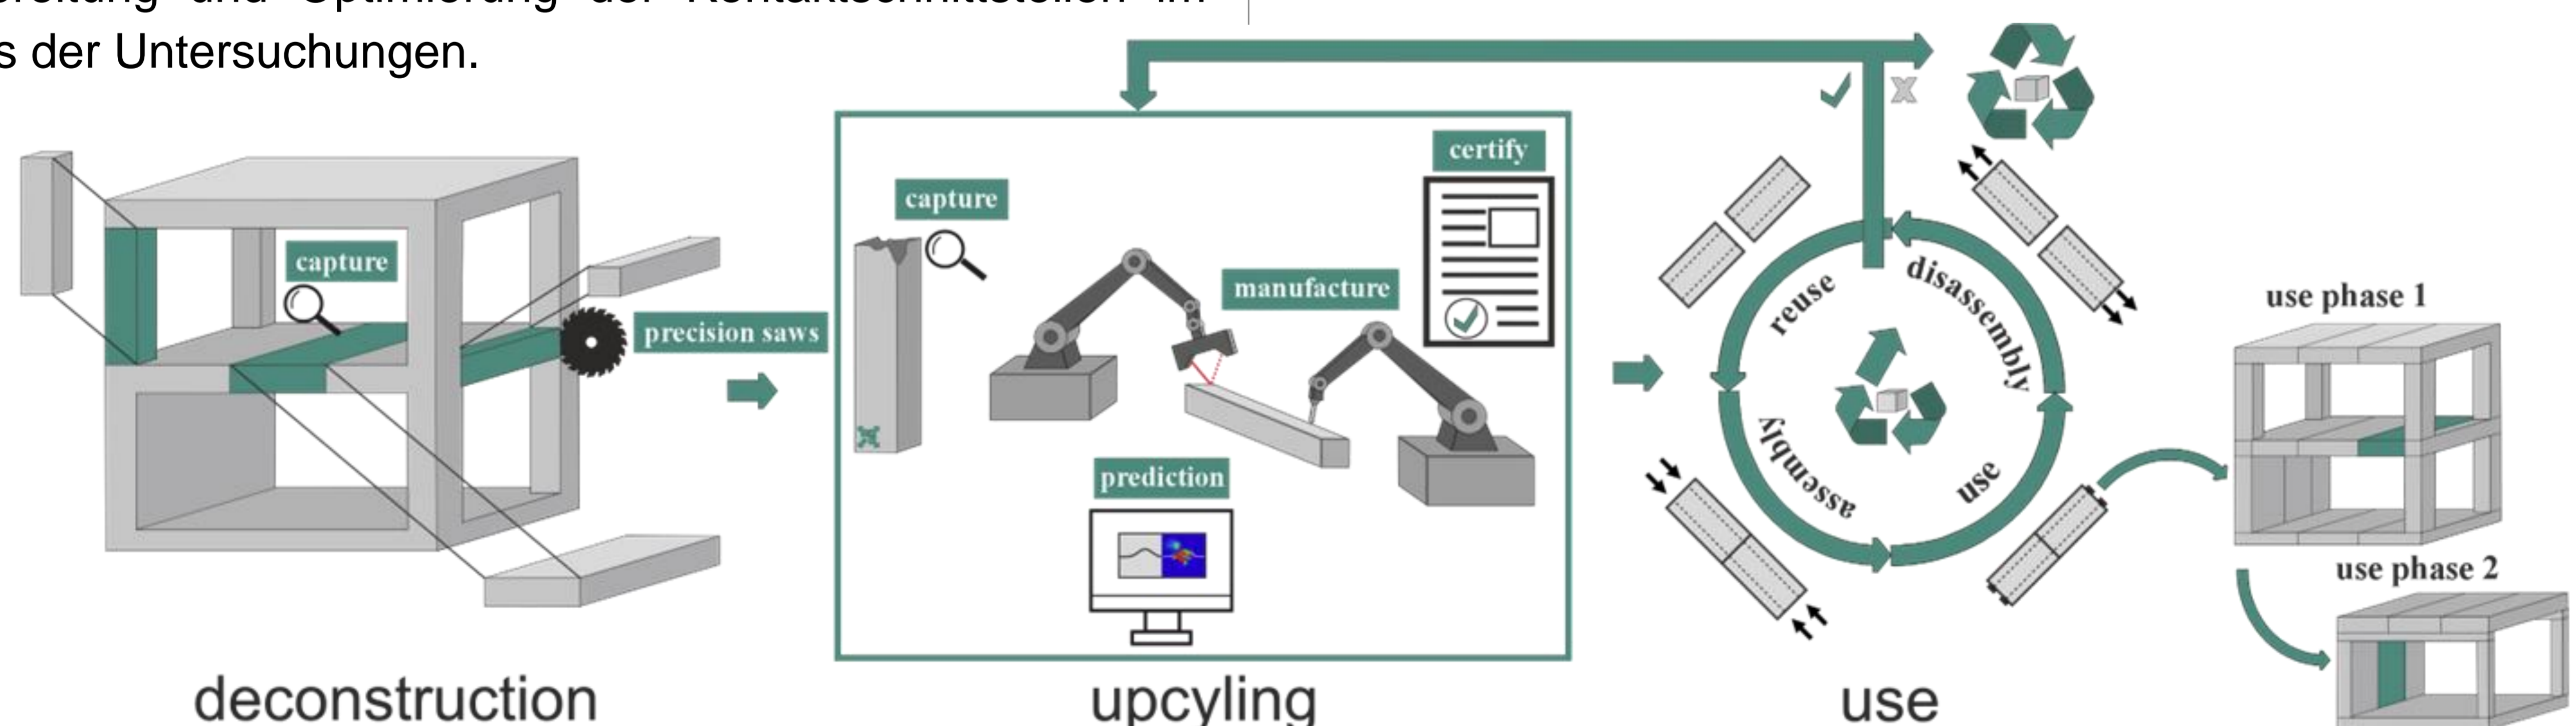 s der Untersuchungen.
capture
precision saws
deconstruction
capture
manufacture
certify
prediction
upcyling
reuse
disassembly
assembly
use
use phase 1
use phase 2
use